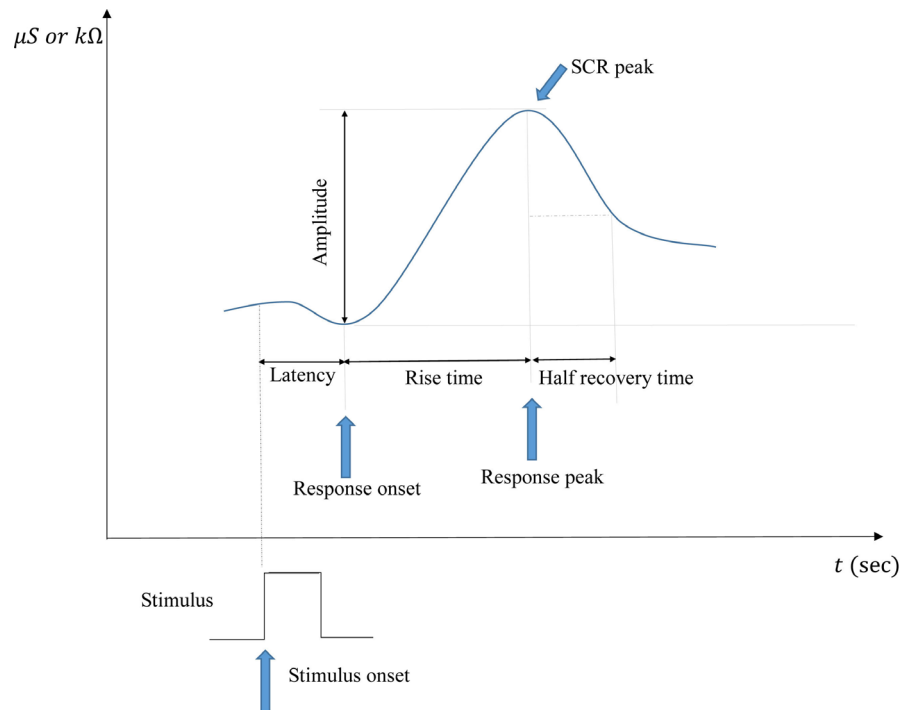 μS or kΩ
SCR peak
Amplitude
Latency
Rise time
Half recovery time
Response onset
Response peak
t (sec)
Stimulus
Stimulus onset